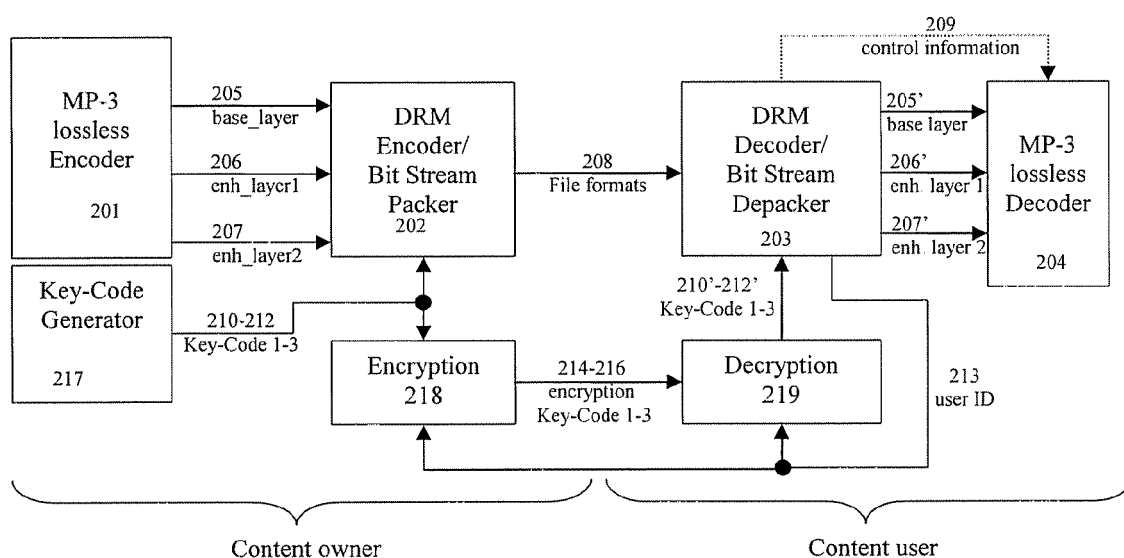 MP-3
lossless
Encoder
201
205
base_layer
206
enh_layer1
207
enh_layer2
DRM
Encoder/
Bit Stream
Packer
202
208
File formats
DRM
Decoder/
Bit Stream
Depacker
203
209
control information
205'
base layer
206'
enh. layer 1
207'
enh. layer 2
MP-3
lossless
Decoder
204
Key-Code
Generator
217
210-212
Key-Code 1-3
210'-212'
Key-Code 1-3
Encryption
218
214-216
encryption
Key-Code 1-3
Decryption
219
213
user ID
Content owner
Content user